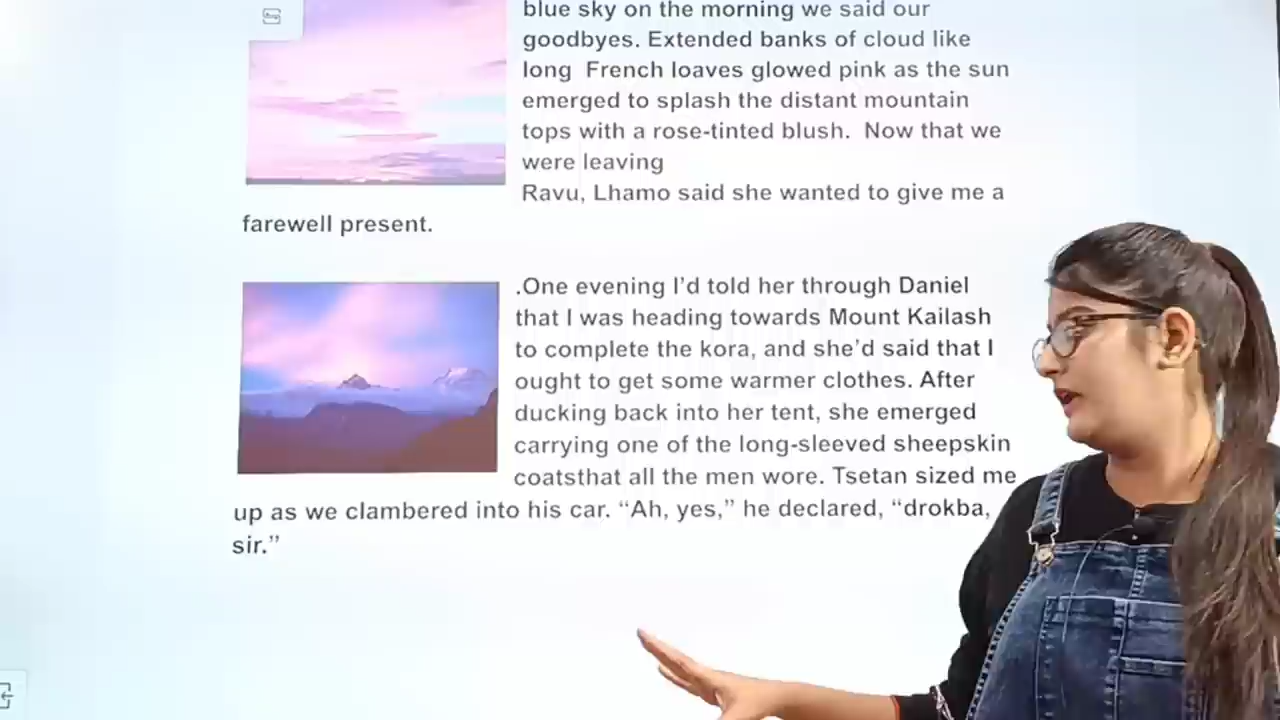 blue sky on the morning we said our
goodbyes. Extended banks of cloud like
long French loaves glowed pink as the sun
emerged to splash the distant mountain
tops with a rose-tinted blush. Now that we
were leaving
Ravu, Lhamo said she wanted to give me a
farewell present.
.One evening I’d told her through Daniel
that I was heading towards Mount Kailash
to complete the kora, and she’d said that I
ought to get some warmer clothes. After
ducking back into her tent, she emerged
carrying one of the long-sleeved sheepskin
coatsthat all the men wore. Tsetan sized me
up as we clambered into his car. “Ah, yes,” he declared, “drokba,
sir.”